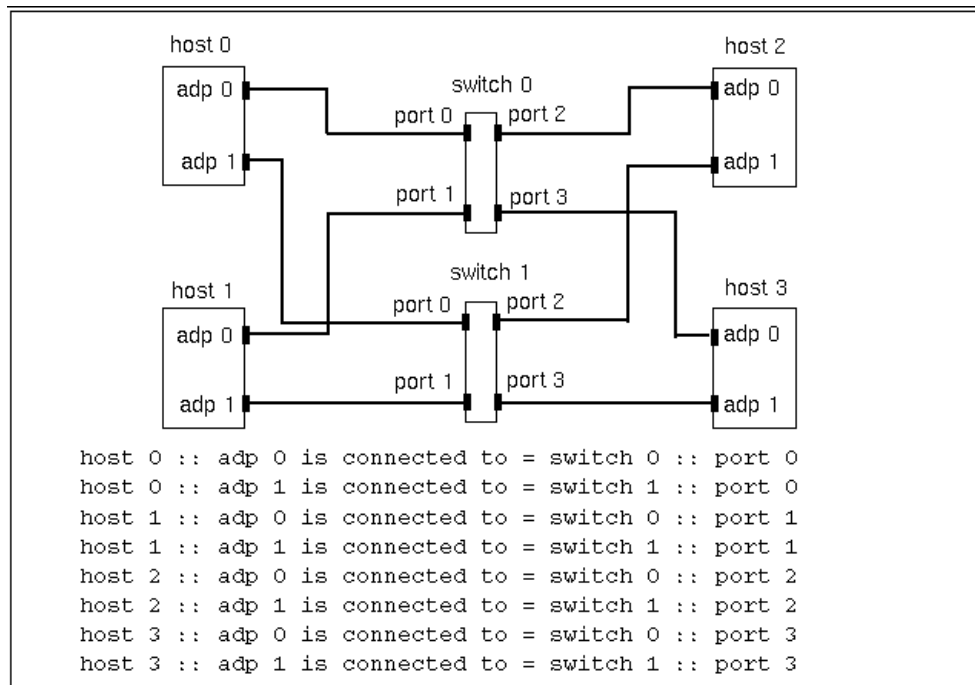 host 0
host 2
adp 0
switch 0
adp 0
port 0
port 2
adp 1
adp 1
port 1
port 3
switch 1
host 1
host 3
port 0
port 2
adp 0
adp 0
port 1
port 3
adp 1
adp 1
host 0 :: adp 0 is connected to = switch 0 :: port 0
host 0 :: adp 1 is connected to = switch 1 :: port 0
host 1 :: adp 0 is connected to = switch 0 :: port 1
host 1 :: adp 1 is connected to = switch 1 :: port 1
host 2 :: adp 0 is connected to = switch 0 :: port 2
host 2 :: adp 1 is connected to = switch 1 :: port 2
host 3 :: adp 0 is connected to = switch 0 :: port 3
host 3 :: adp 1 is connected to = switch 1 :: port 3